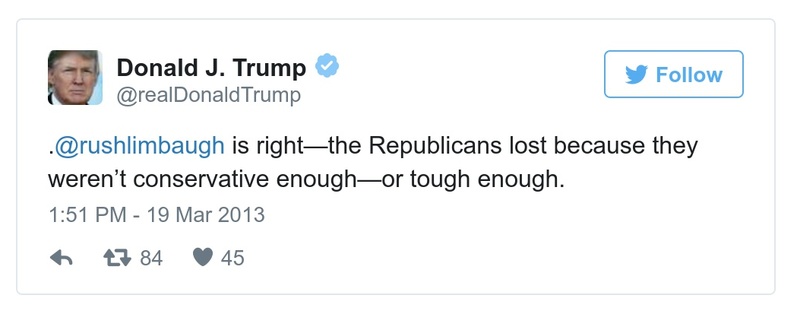 Donald J. Trump
@realDonaldTrump
Follow
.@rushlimbaugh is right—the Republicans lost because they
weren’t conservative enough—or tough enough.
1:51 PM - 19 Mar 2013
84 45